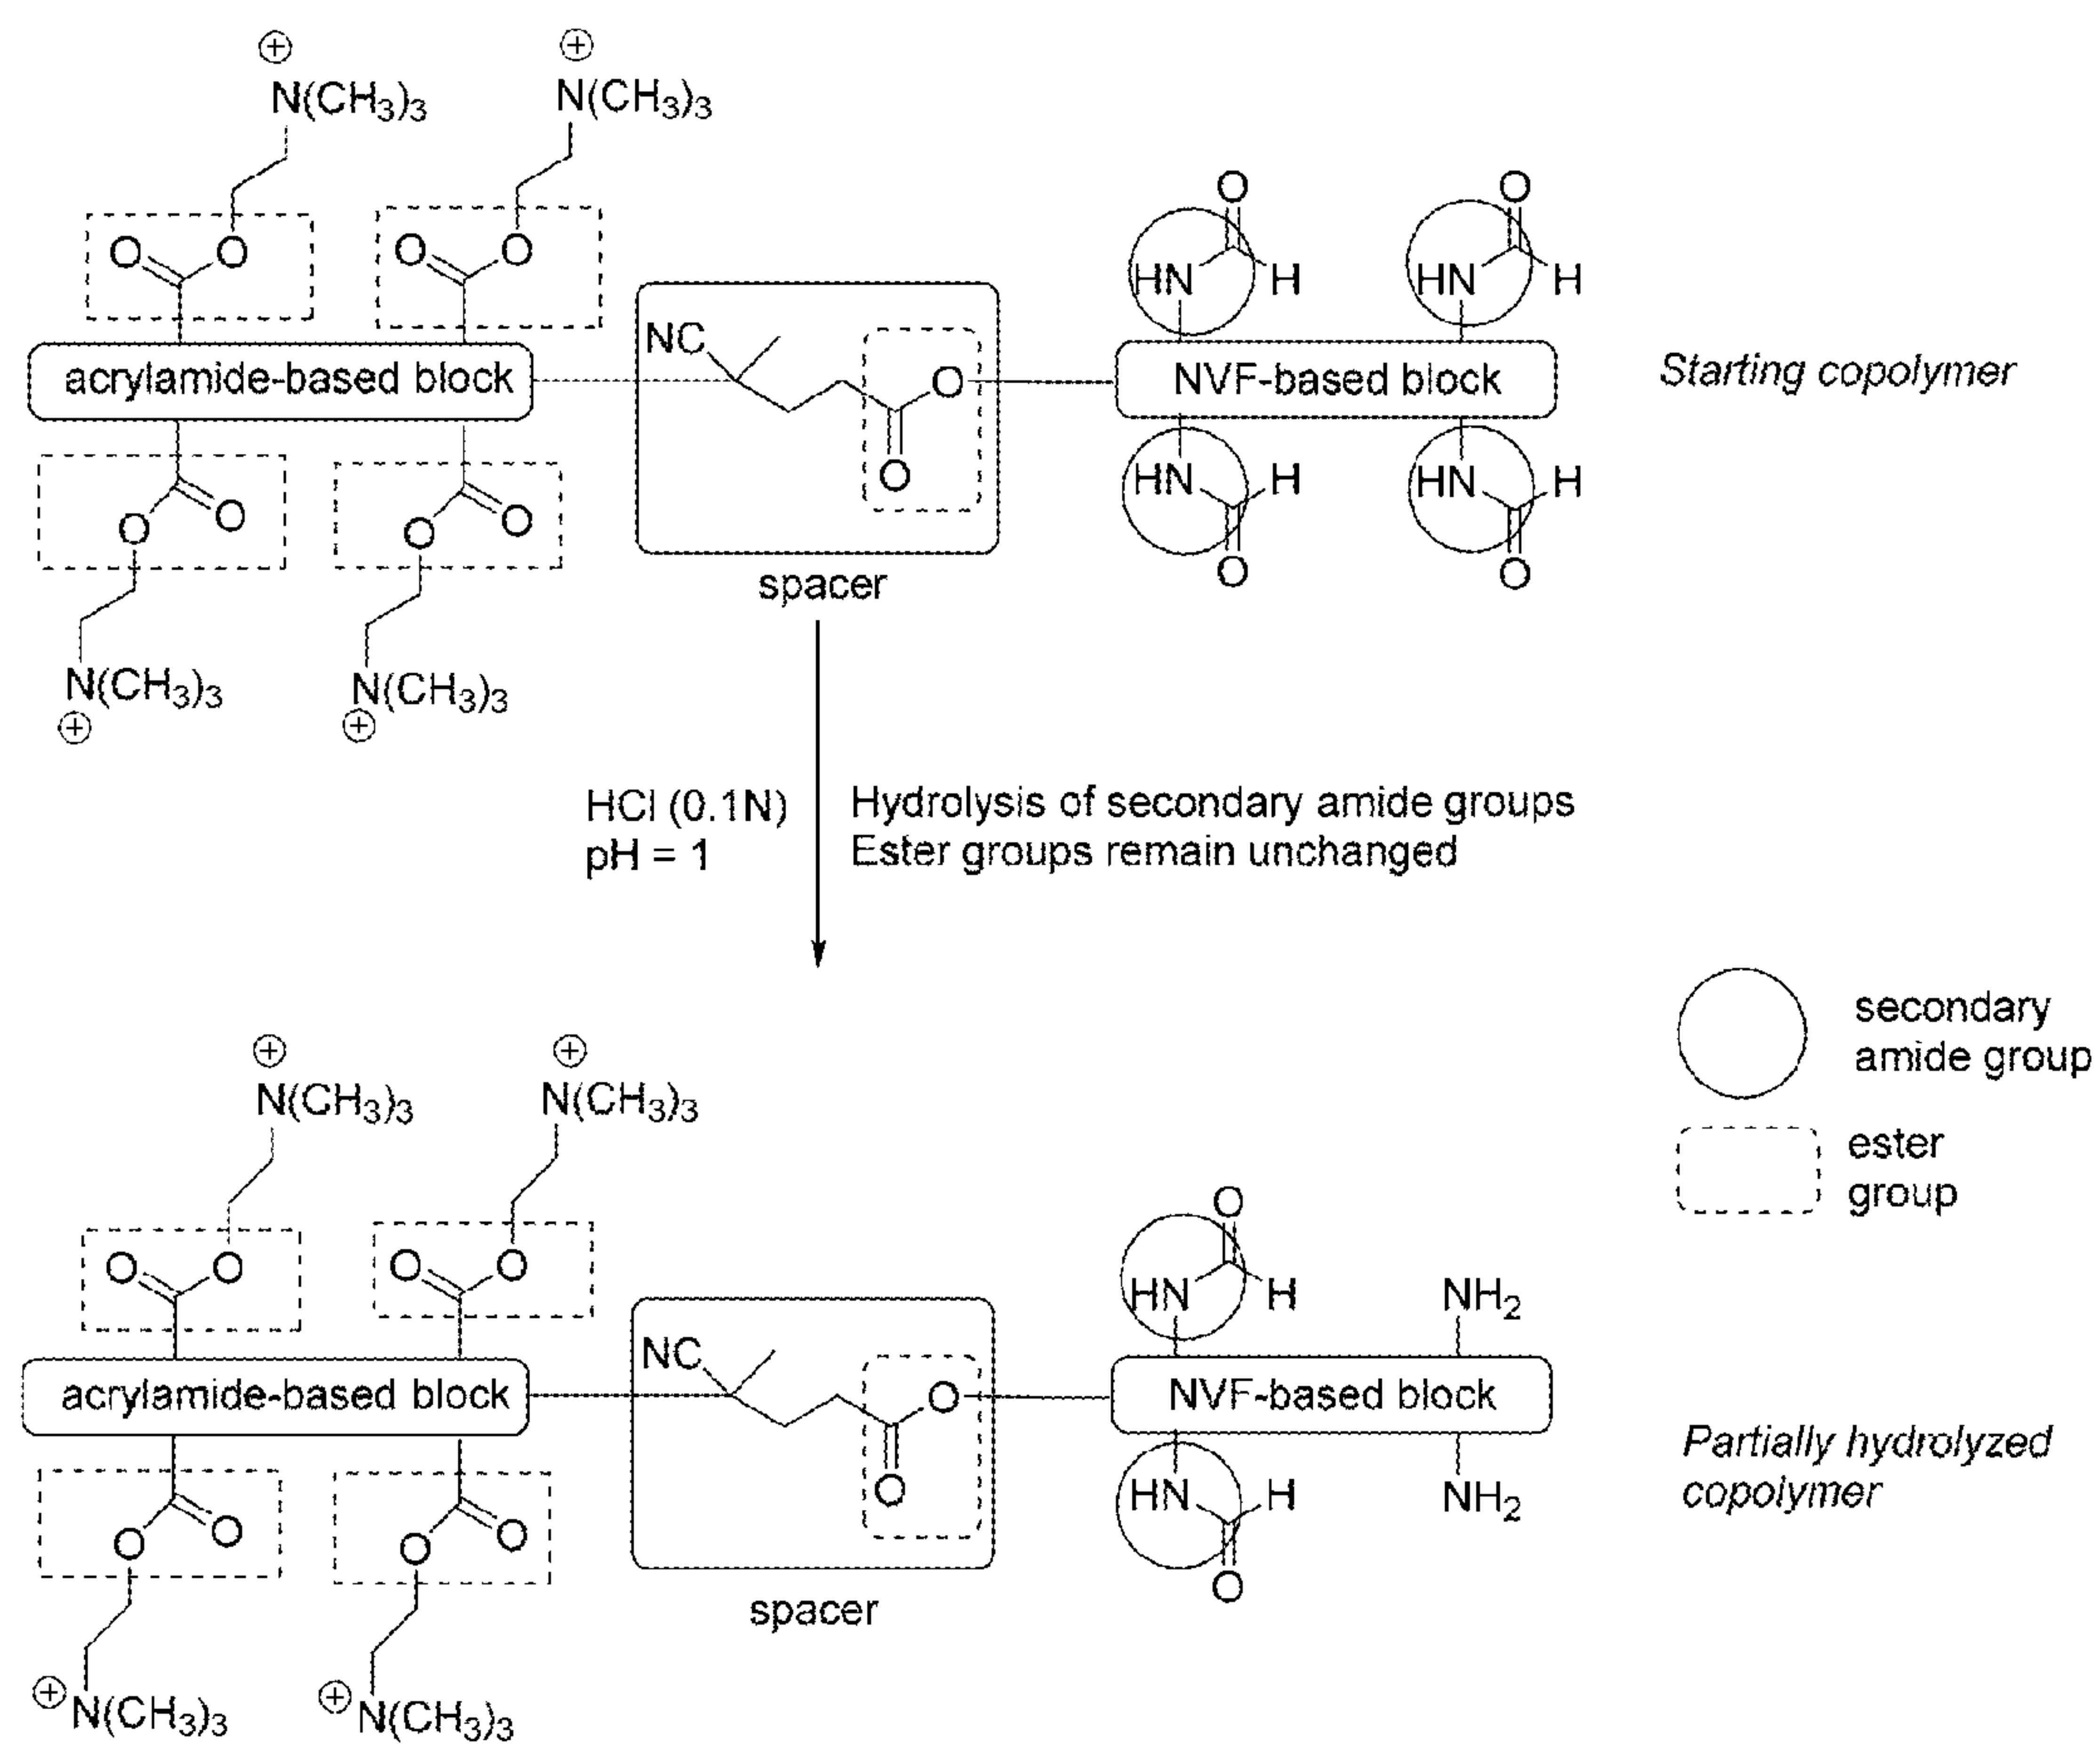 ⊕ ⊕
N(CH3)3 N(CH3)3
O O O O
O O
HN H HN H
NC
acrylamide-based block O NVF-based block Starting copolymer
O
HN H HN H
O O O O
O O
spacer
N(CH3)3 N(CH3)3
⊕ ⊕
HCl (0.1N) Hydrolysis of secondary amide groups
pH = 1 Ester groups remain unchanged
secondary
amide group
⊕ ⊕
N(CH3)3 N(CH3)3
ester
group
O
O O O O
HN H NH2
NC
acrylamide-based block O NVF-based block
Partially hydrolyzed
copolymer
O
HN H NH2
O O O O
O
spacer
⊕ N(CH3)3 ⊕ N(CH3)3